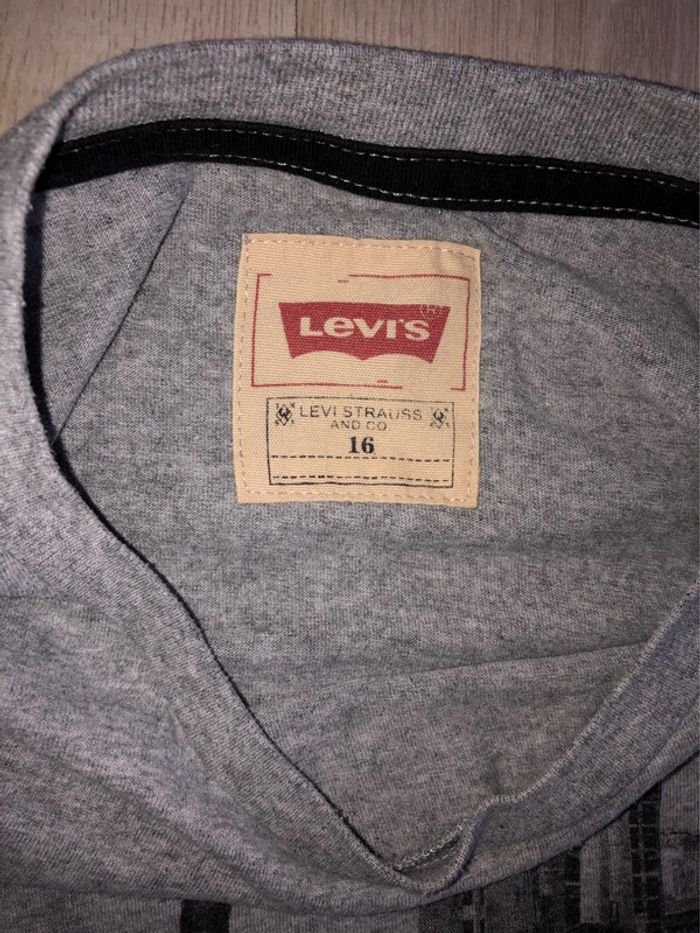 LEVI'S
(R)
LEVI STRAUSS
AND CO
16